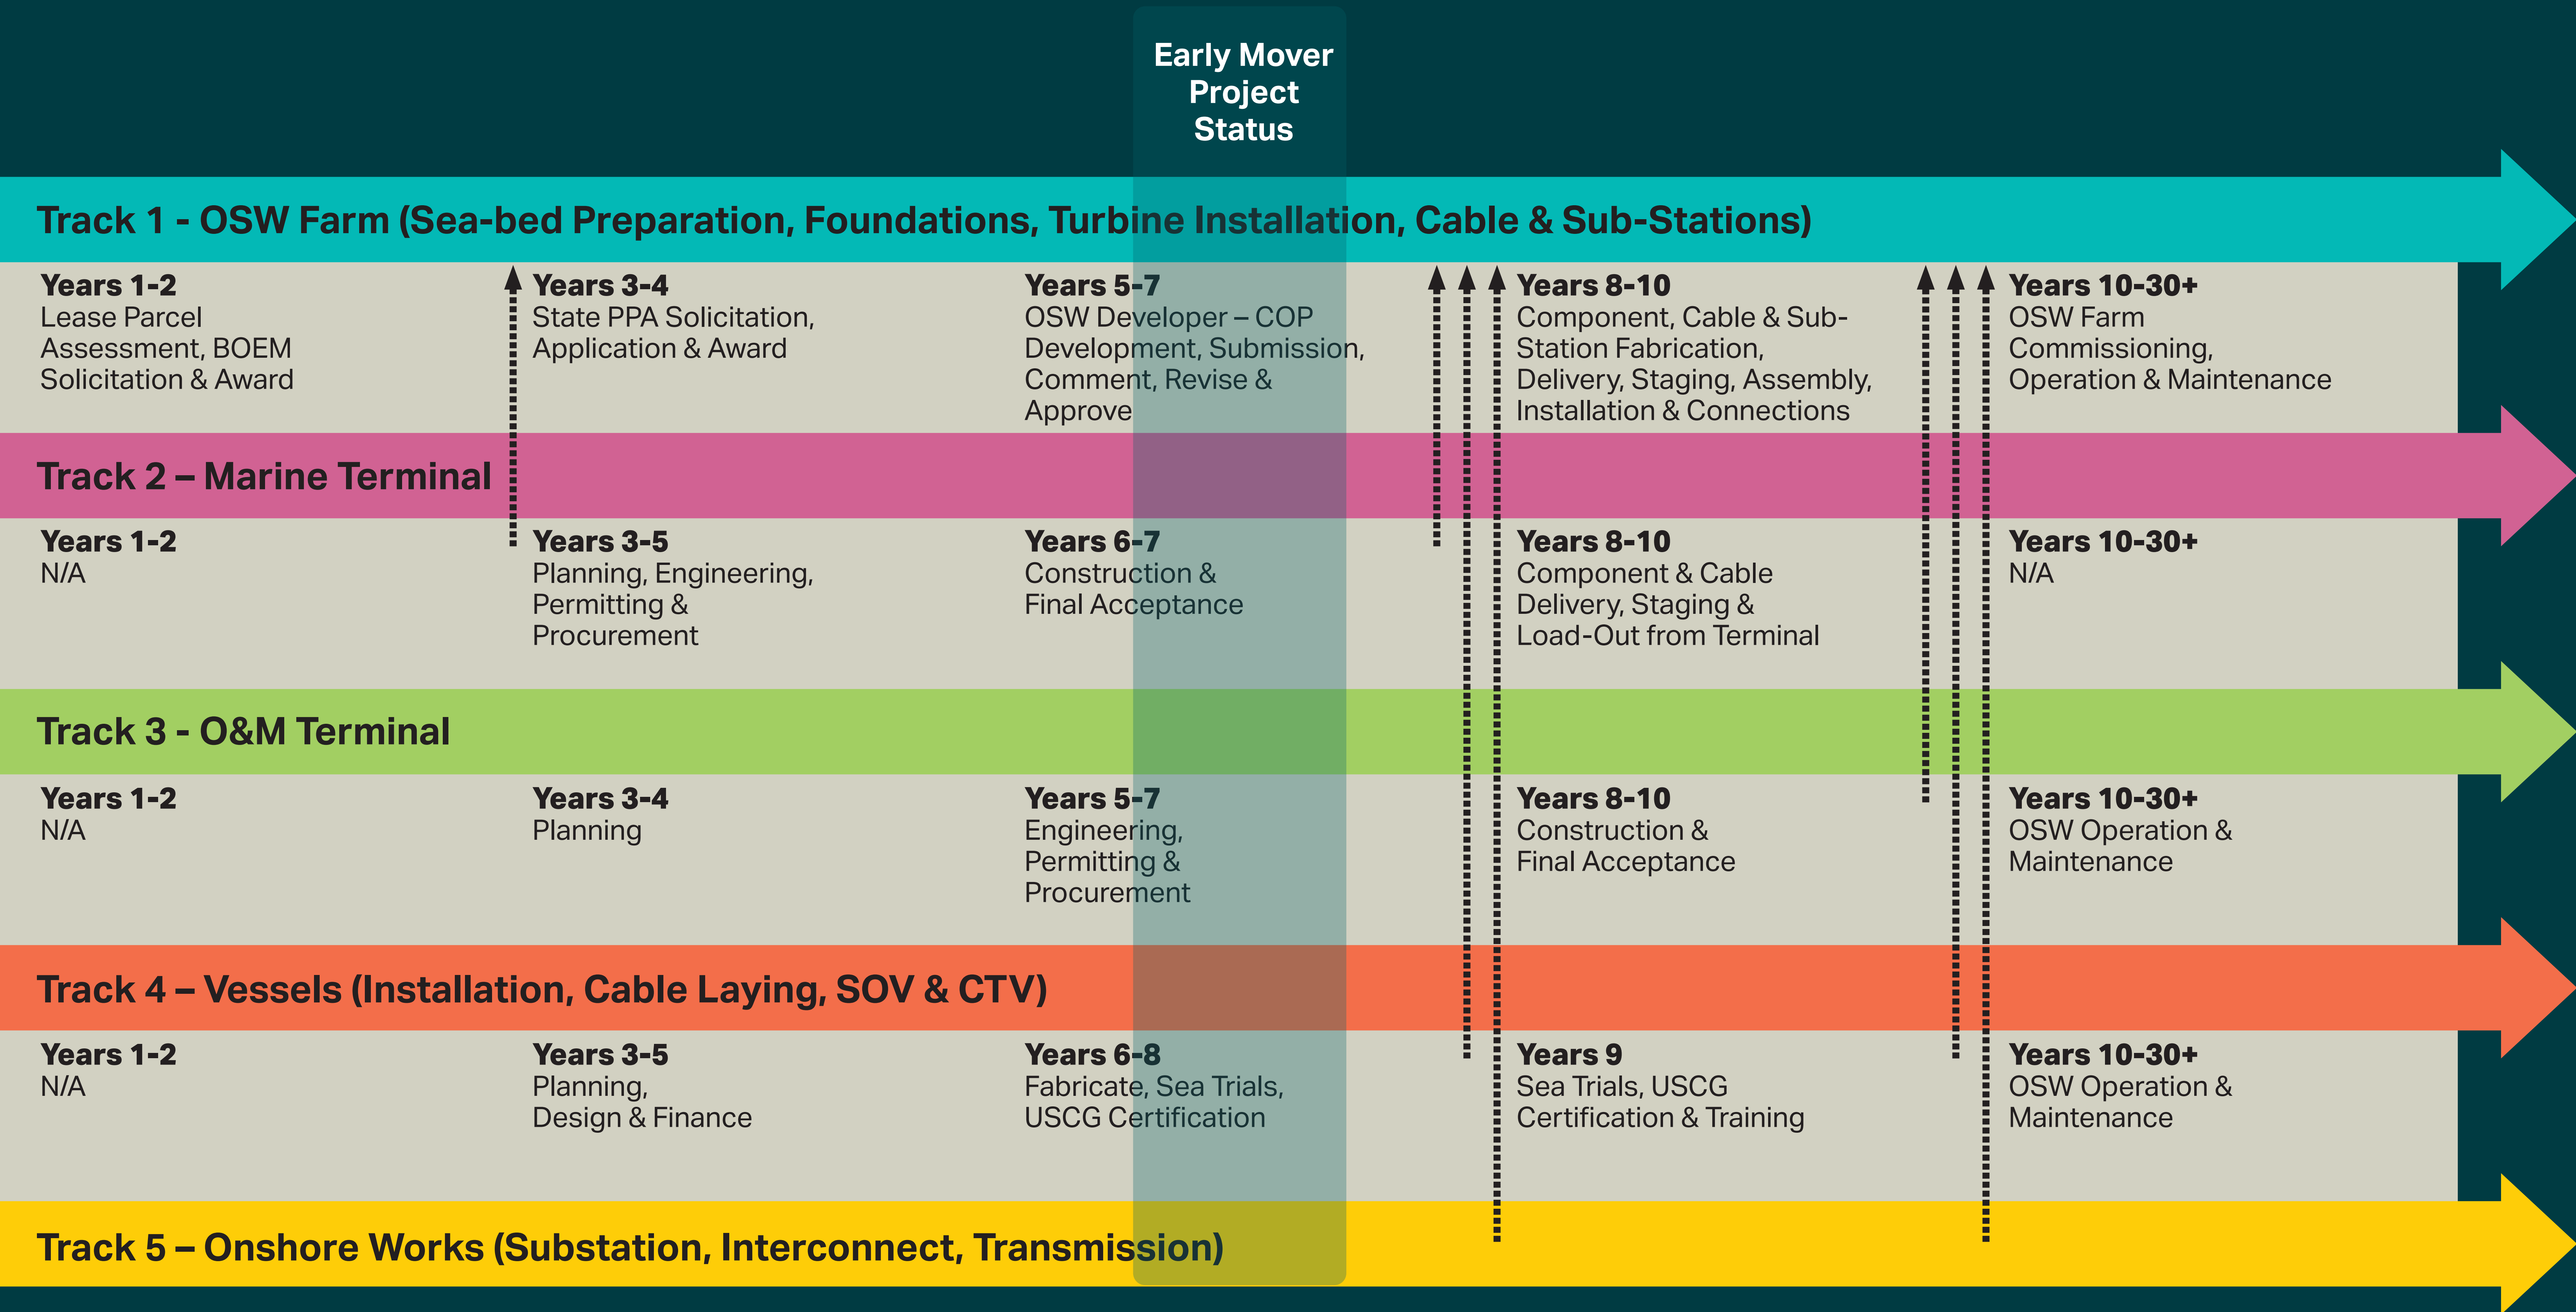 Early Mover
Project
Status
Track 1 - OSW Farm (Sea-bed Preparation, Foundations, Turbine Installation, Cable & Sub-Stations)
Years 1-2
Lease Parcel
Assessment, BOEM
Solicitation & Award
Years 3-4
State PPA Solicitation,
Application & Award
Years 5-7
OSW Developer – COP
Development, Submission,
Comment, Revise &
Approve
Years 8-10
Component, Cable & Sub-
Station Fabrication,
Delivery, Staging, Assembly,
Installation & Connections
Years 10-30+
OSW Farm
Commissioning,
Operation & Maintenance
Track 2 – Marine Terminal
Years 1-2
N/A
Years 3-5
Planning, Engineering,
Permitting &
Procurement
Years 6-7
Construction &
Final Acceptance
Years 8-10
Component & Cable
Delivery, Staging &
Load-Out from Terminal
Years 10-30+
N/A
Track 3 - O&M Terminal
Years 1-2
N/A
Years 3-4
Planning
Years 5-7
Engineering,
Permitting &
Procurement
Years 8-10
Construction &
Final Acceptance
Years 10-30+
OSW Operation &
Maintenance
Track 4 – Vessels (Installation, Cable Laying, SOV & CTV)
Years 1-2
N/A
Years 3-5
Planning,
Design & Finance
Years 6-8
Fabricate, Sea Trials,
USCG Certification
Years 9
Sea Trials, USCG
Certification & Training
Years 10-30+
OSW Operation &
Maintenance
Track 5 – Onshore Works (Substation, Interconnect, Transmission)